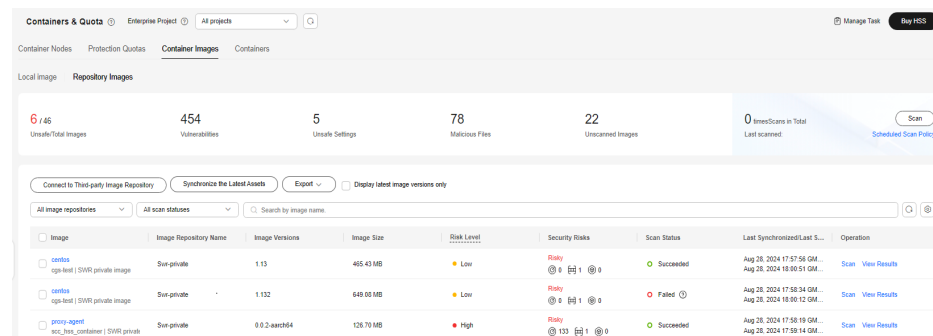 Containers & Quota Enterprise Project All projects Manage Task Buy HSS
Container Nodes Protection Quotas Container Images Containers
Local image Repository Images
6 / 46 454 5 78 22 0 timesScans in Total Scan
Unsafe/Total Images Vulnerabilities Unsafe Settings Malicious Files Unscanned Images Last scanned: Scheduled Scan Policy
Connect to Third-party Image Repository Synchronize the Latest Assets Export Display latest image versions only
All image repositories All scan statuses Search by image name.
Image Image Repository Name Image Versions Image Size Risk Level Security Risks Scan Status Last Synchronized/Last S... Operation
centos Risky Aug 28, 2024 17:57:56 GM...
Swr-private 1.13 465.43 MB Low Succeeded Scan View Results
cgs-test | SWR private image 0 1 0 Aug 28, 2024 18:00:51 GM...
centos Risky Aug 28, 2024 17:58:34 GM...
Swr-private 1.132 649.08 MB Low Failed Scan View Results
cgs-test | SWR private image 0 1 0 Aug 28, 2024 18:00:12 GM...
proxy-agent Risky Aug 28, 2024 17:58:19 GM...
Swr-private 0.0.2-aarch64 126.70 MB High Succeeded Scan View Results
scc_hss_container | SWR privat 133 1 0 Aug 28, 2024 17:59:14 GM...